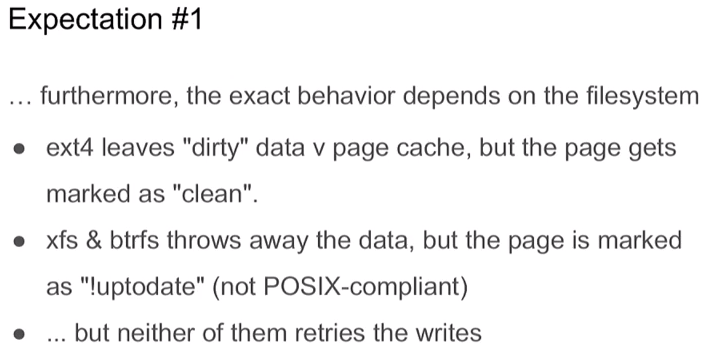 Expectation #1
... furthermore, the exact behavior depends on the filesystem
● ext4 leaves "dirty" data v page cache, but the page gets
marked as "clean".
● xfs & btrfs throws away the data, but the page is marked
as "!uptodate" (not POSIX-compliant)
● ... but neither of them retries the writes